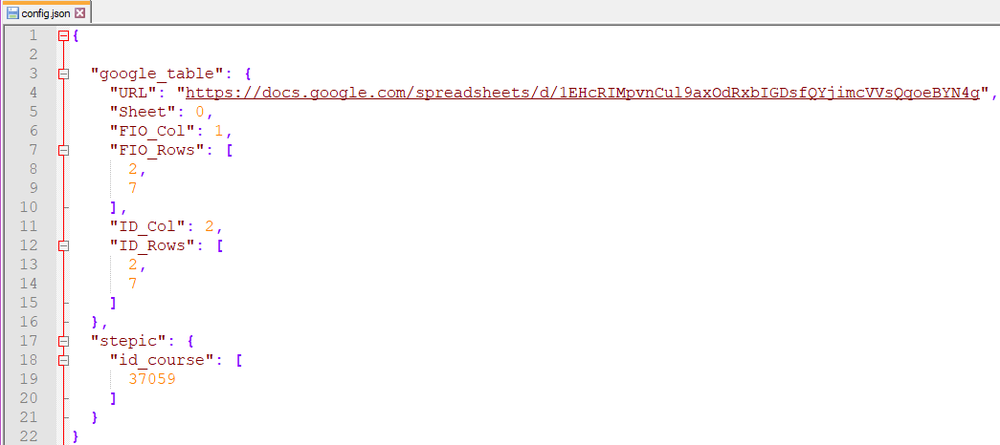 config.json
1 {
2
3 "google_table": {
4 "URL": "https://docs.google.com/spreadsheets/d/1EHcRIMpvnCul9axOdRxbIGDsfQYjimcVVsQqoeBYN4g",
5 "Sheet": 0,
6 "FIO_Col": 1,
7 "FIO_Rows": [
8 2,
9 7
10 ],
11 "ID_Col": 2,
12 "ID_Rows": [
13 2,
14 7
15 ]
16 },
17 "stepic": {
18 "id_course": [
19 37059
20 ]
21 }
22 }